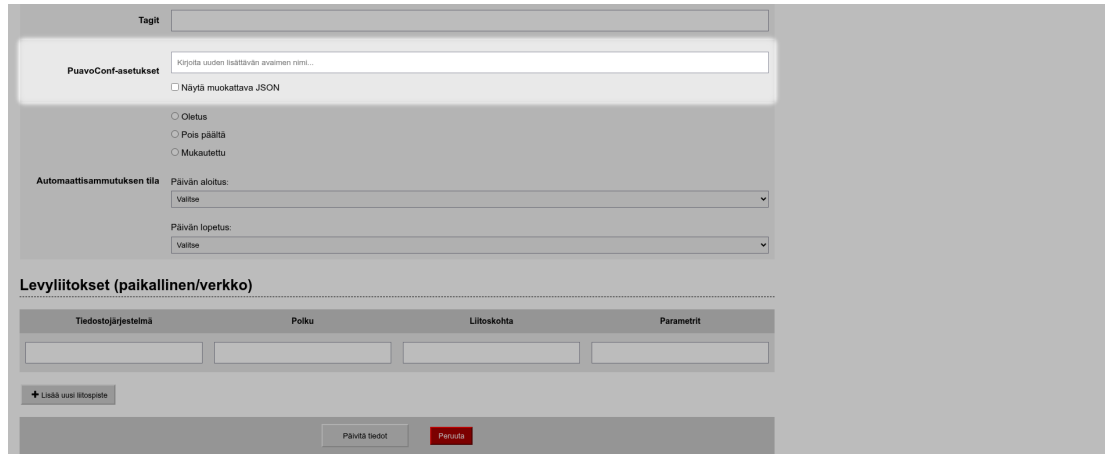 Tagit
PuavoConf-asetukset
Kirjoita uuden lisättävän avaimen nimi...
Näytä muokattava JSON
Oletus
Pois päältä
Mukautettu
Automaattisammutuksen tila
Päivän aloitus:
Valitse
Päivän lopetus:
Valitse
Levyliitokset (paikallinen/verkko)
Tiedostojärjestelmä Polku Liitoskohta Parametrit
+ Lisää uusi liitospiste
Päivitä tiedot Peruuta